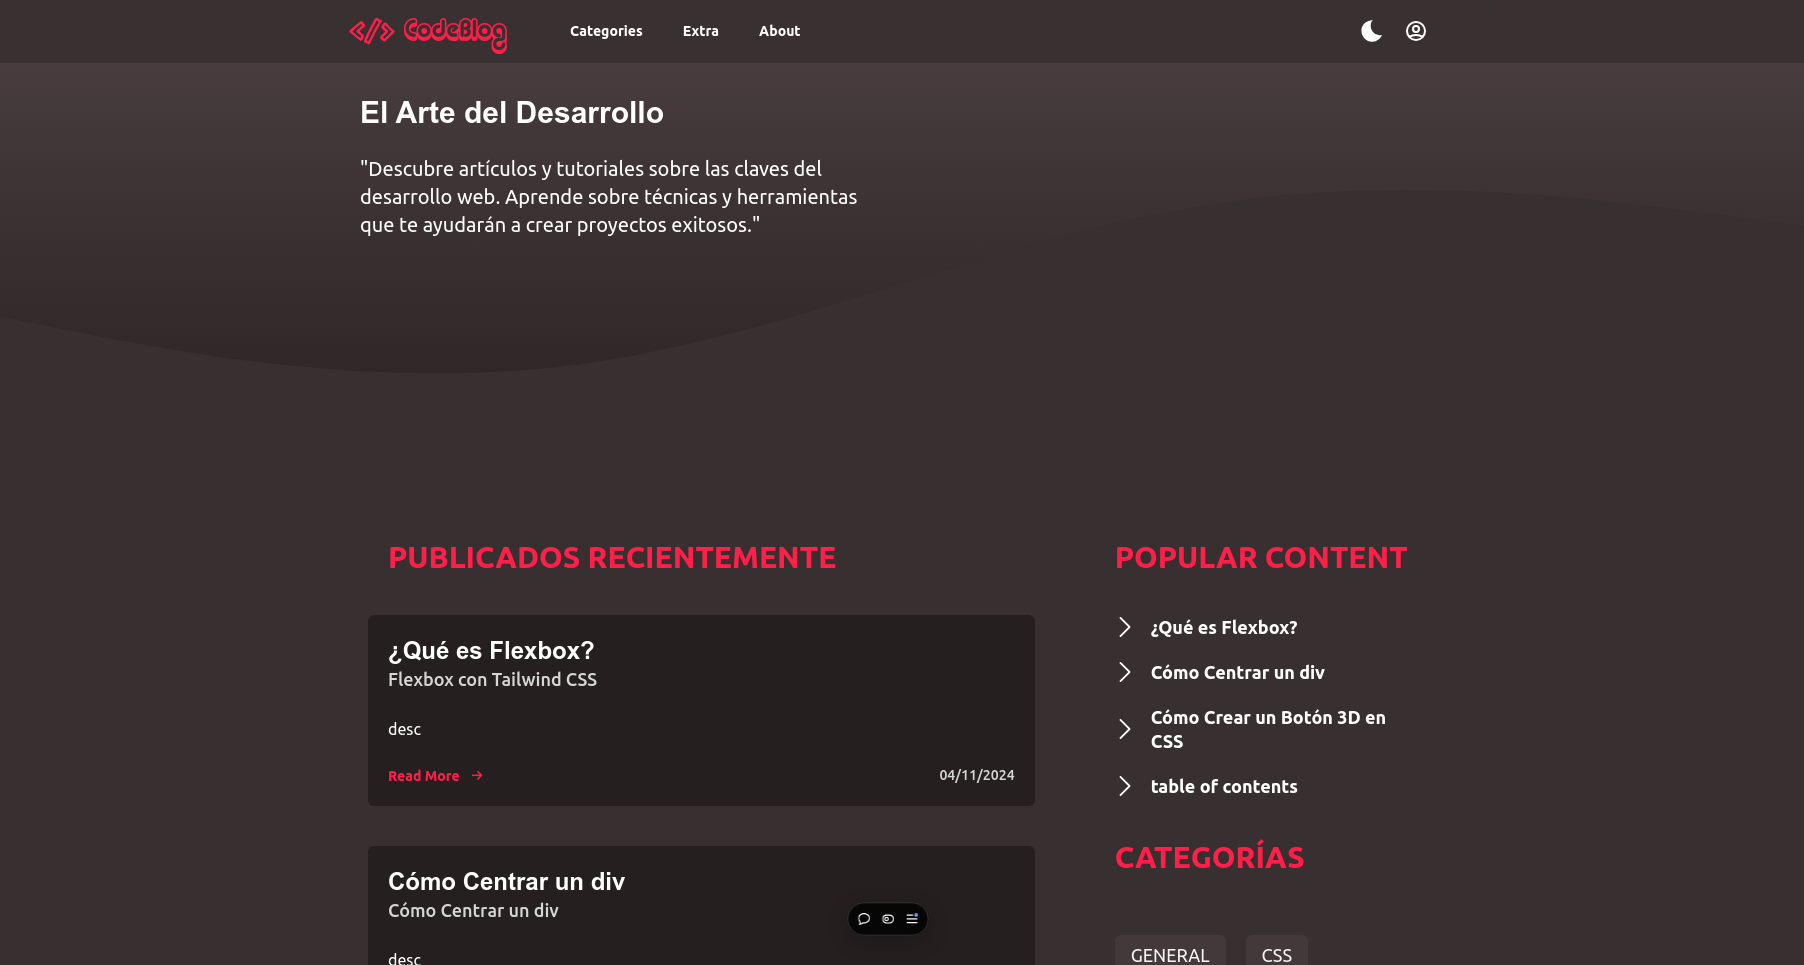 </> CodeBlog
Categories
Extra
About
El Arte del Desarrollo
"Descubre artículos y tutoriales sobre las claves del
desarrollo web. Aprende sobre técnicas y herramientas
que te ayudarán a crear proyectos exitosos."
PUBLICADOS RECIENTEMENTE
¿Qué es Flexbox?
Flexbox con Tailwind CSS
desc
Read More →
04/11/2024
Cómo Centrar un div
Cómo Centrar un div
desc
POPULAR CONTENT
¿Qué es Flexbox?
Cómo Centrar un div
Cómo Crear un Botón 3D en
CSS
table of contents
CATEGORÍAS
GENERAL
CSS